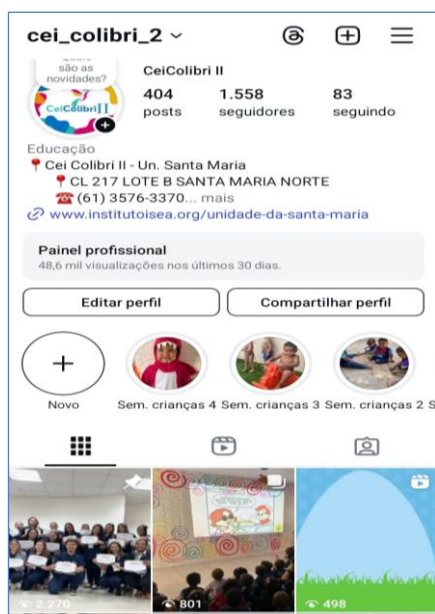 cei_colibri_2
são as
novidades?
CeiColibri II
404 1.558 83
posts seguidores seguindo
CeiColibri II
Educação
📍Cei Colibri II - Un. Santa Maria
📍CL 217 LOTE B SANTA MARIA NORTE
☎️(61) 3576-3370... mais
www.institutoisea.org/unidade-da-santa-maria
Painel profissional
48,6 mil visualizações nos últimos 30 dias.
Editar perfil Compartilhar perfil
Novo Sem. crianças 4 Sem. crianças 3 Sem. crianças 2 S
2.270 801 498